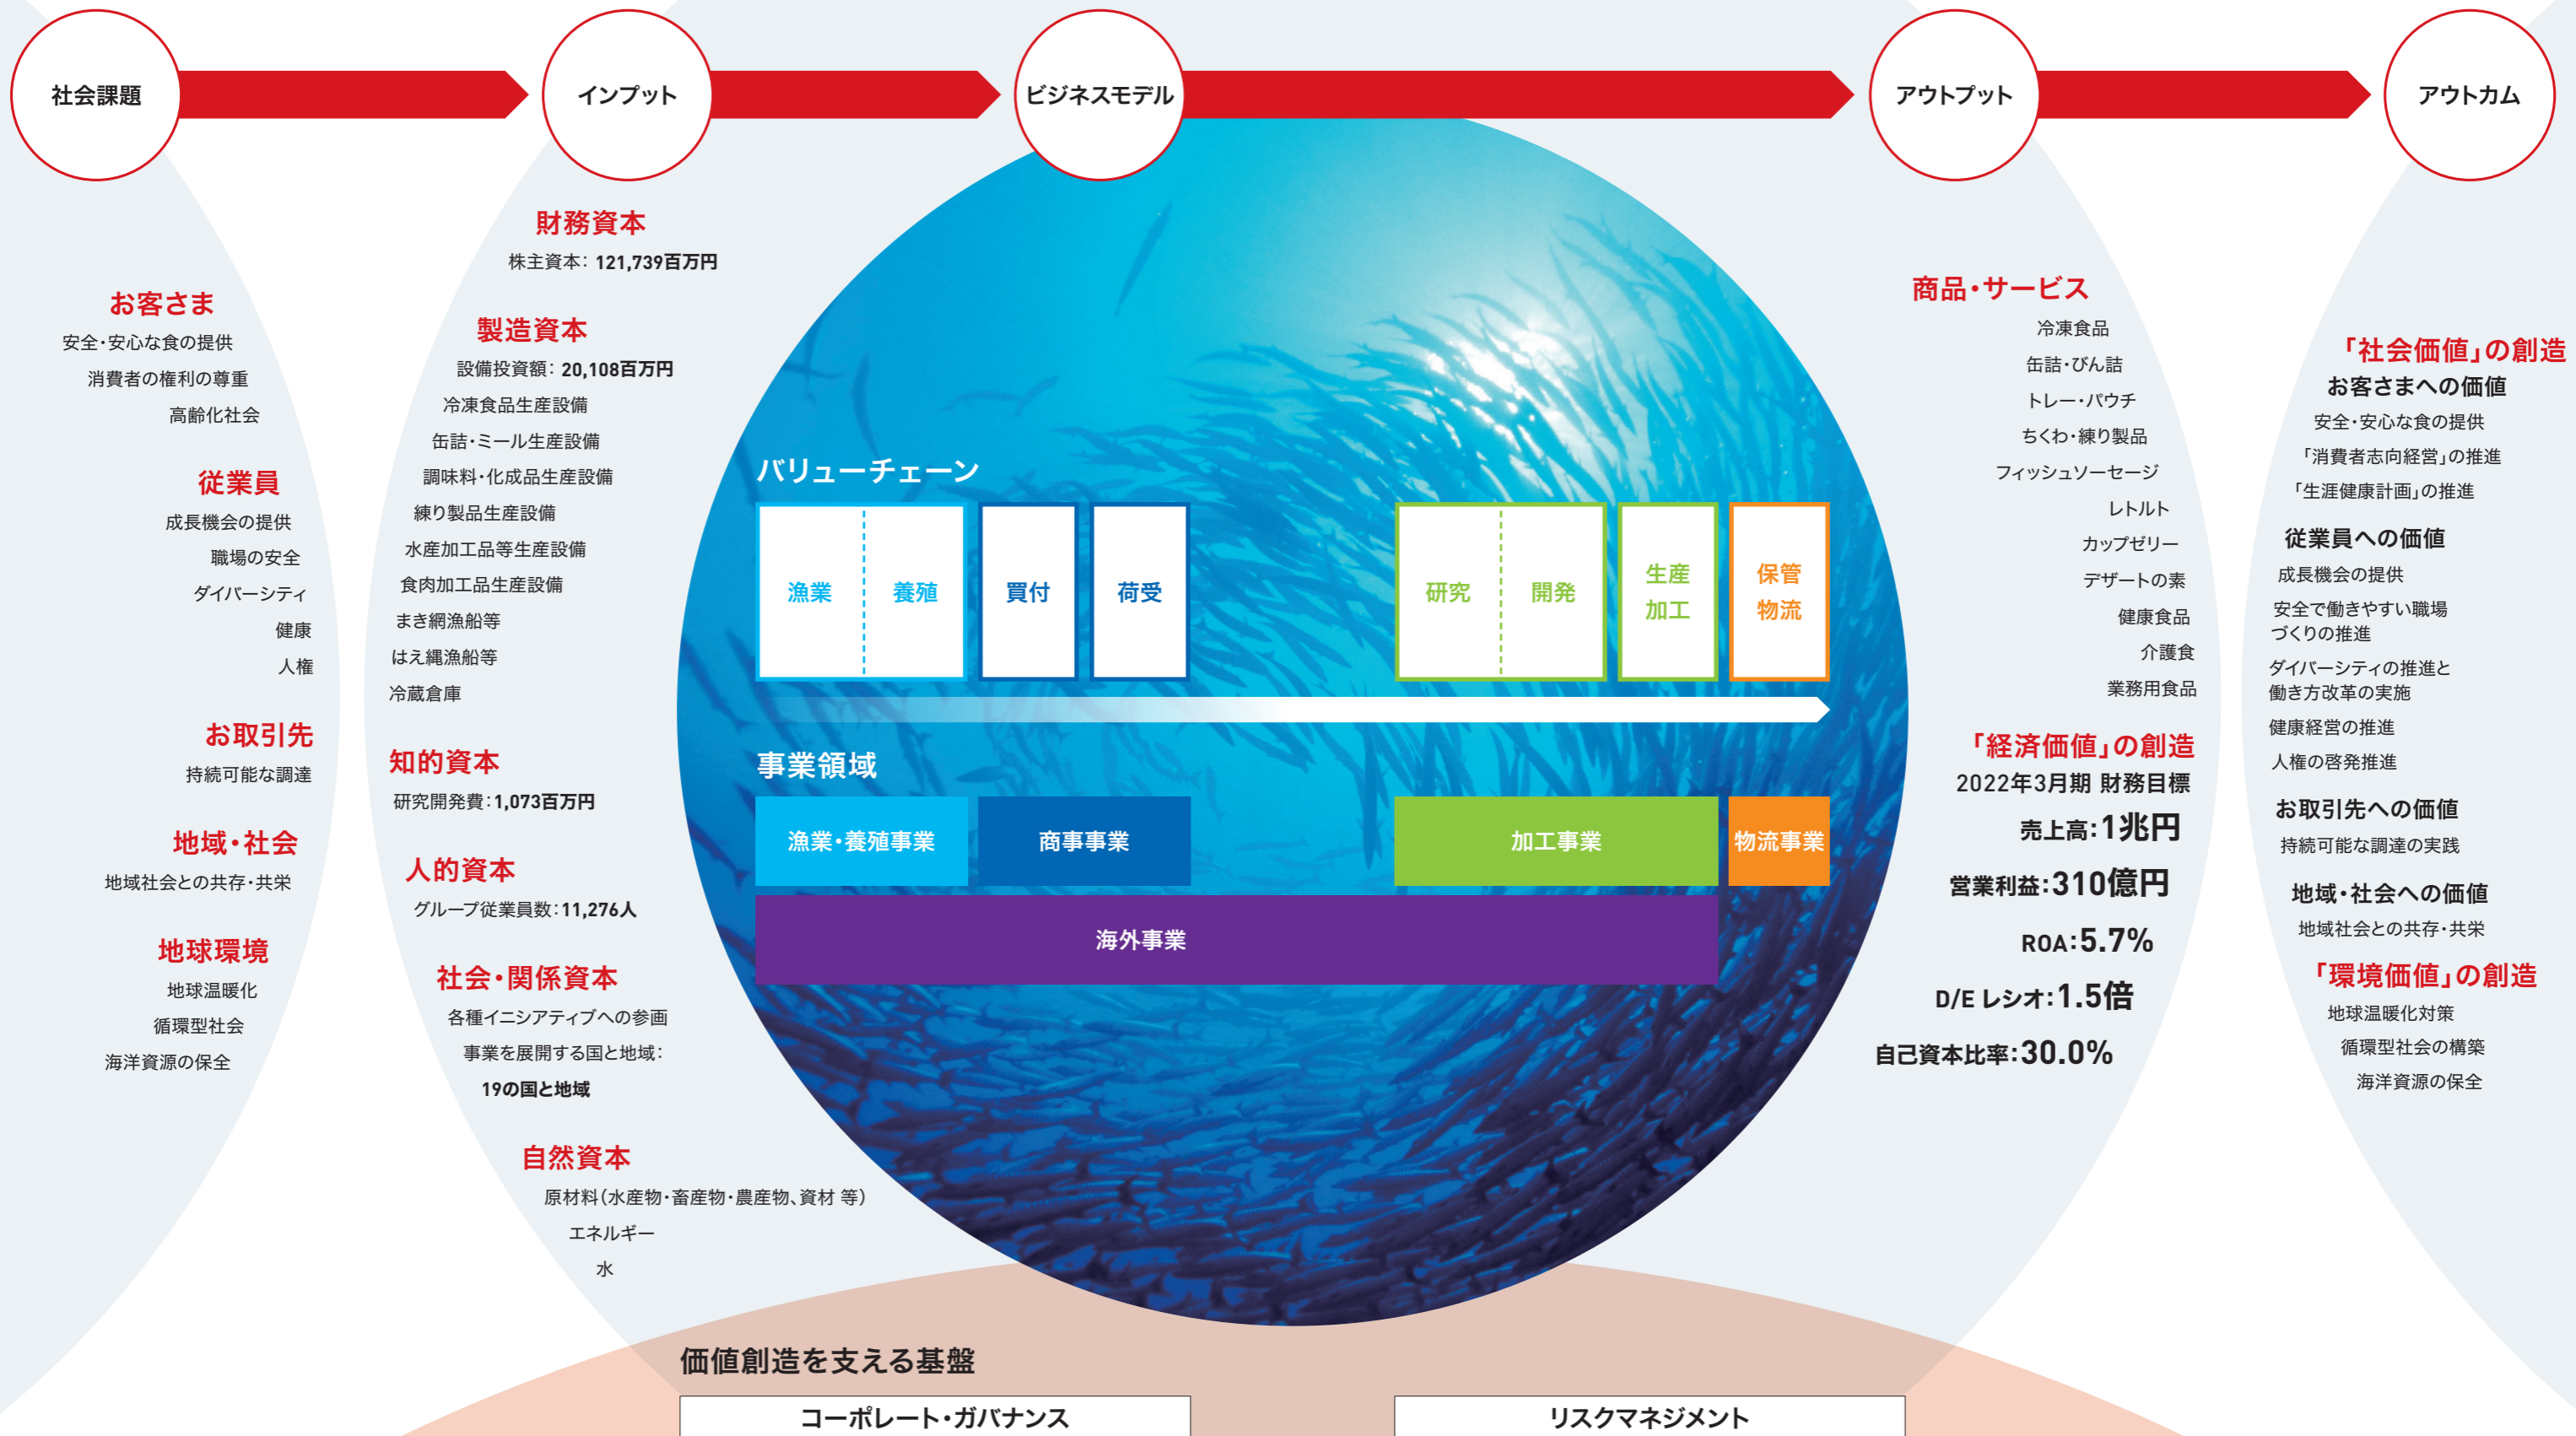 社会課題
インプット
ビジネスモデル
アウトプット
アウトカム
お客さま
安全・安心な食の提供
消費者の権利の尊重
高齢化社会
従業員
成長機会の提供
職場の安全
ダイバーシティ
健康
人権
お取引先
持続可能な調達
地域・社会
地域社会との共存・共栄
地球環境
地球温暖化
循環型社会
海洋資源の保全
財務資本
株主資本：121,739百万円
製造資本
設備投資額：20,108百万円
冷凍食品生産設備
缶詰・ミール生産設備
調味料・化成品生産設備
練り製品生産設備
水産加工品等生産設備
食肉加工品生産設備
まき網漁船等
はえ縄漁船等
冷蔵倉庫
知的資本
研究開発費：1,073百万円
人的資本
グループ従業員数：11,276人
社会・関係資本
各種イニシアティブへの参画
事業を展開する国と地域：
19の国と地域
自然資本
原材料（水産物・畜産物・農産物、資材 等）
エネルギー
水
バリューチェーン
漁業
養殖
買付
荷受
研究
開発
生産
加工
保管
物流
事業領域
漁業・養殖事業
商事事業
加工事業
物流事業
海外事業
商品・サービス
冷凍食品
缶詰・びん詰
トレー・パウチ
ちくわ・練り製品
フィッシュソーセージ
レトルト
カップゼリー
デザートの素
健康食品
介護食
業務用食品
「経済価値」の創造
2022年3月期 財務目標
売上高：1兆円
営業利益：310億円
ROA：5.7%
D/E レシオ：1.5倍
自己資本比率：30.0%
「社会価値」の創造
お客さまへの価値
安全・安心な食の提供
「消費者志向経営」の推進
「生涯健康計画」の推進
従業員への価値
成長機会の提供
安全で働きやすい職場
づくりの推進
ダイバーシティの推進と
働き方改革の実施
健康経営の推進
人権の啓発推進
お取引先への価値
持続可能な調達の実践
地域・社会への価値
地域社会との共存・共栄
「環境価値」の創造
地球温暖化対策
循環型社会の構築
海洋資源の保全
価値創造を支える基盤
コーポレート・ガバナンス
リスクマネジメント